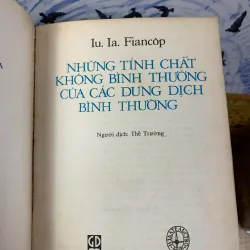 Iu. Ia. Fiancôp
NHỮNG TÍNH CHẤT
KHÔNG BÌNH THƯỜNG
CỦA CÁC DUNG DỊCH
BÌNH THƯỜNG
Người dịch: Thế Trường
GD